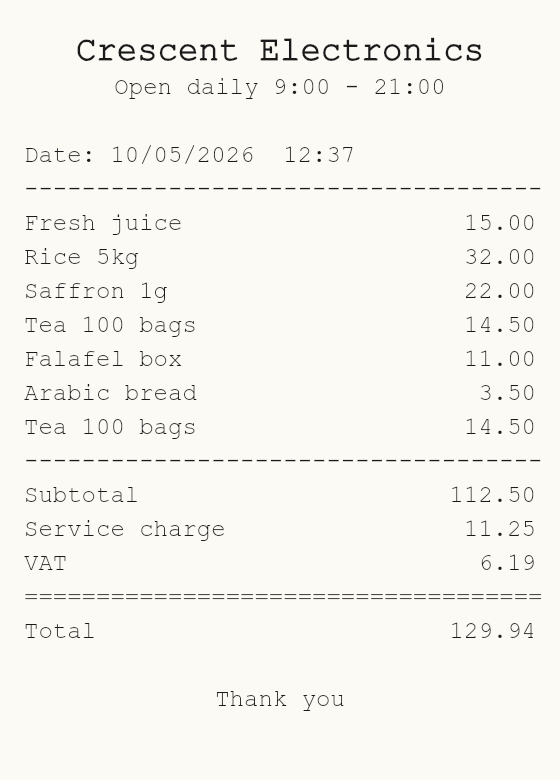 Crescent Electronics
Open daily 9:00 - 21:00
Date: 10/05/2026  12:37
------------------------------------
Fresh juice 15.00
Rice 5kg 32.00
Saffron 1g 22.00
Tea 100 bags 14.50
Falafel box 11.00
Arabic bread 3.50
Tea 100 bags 14.50
------------------------------------
Subtotal 112.50
Service charge 11.25
VAT 6.19
====================================
Total 129.94
Thank you